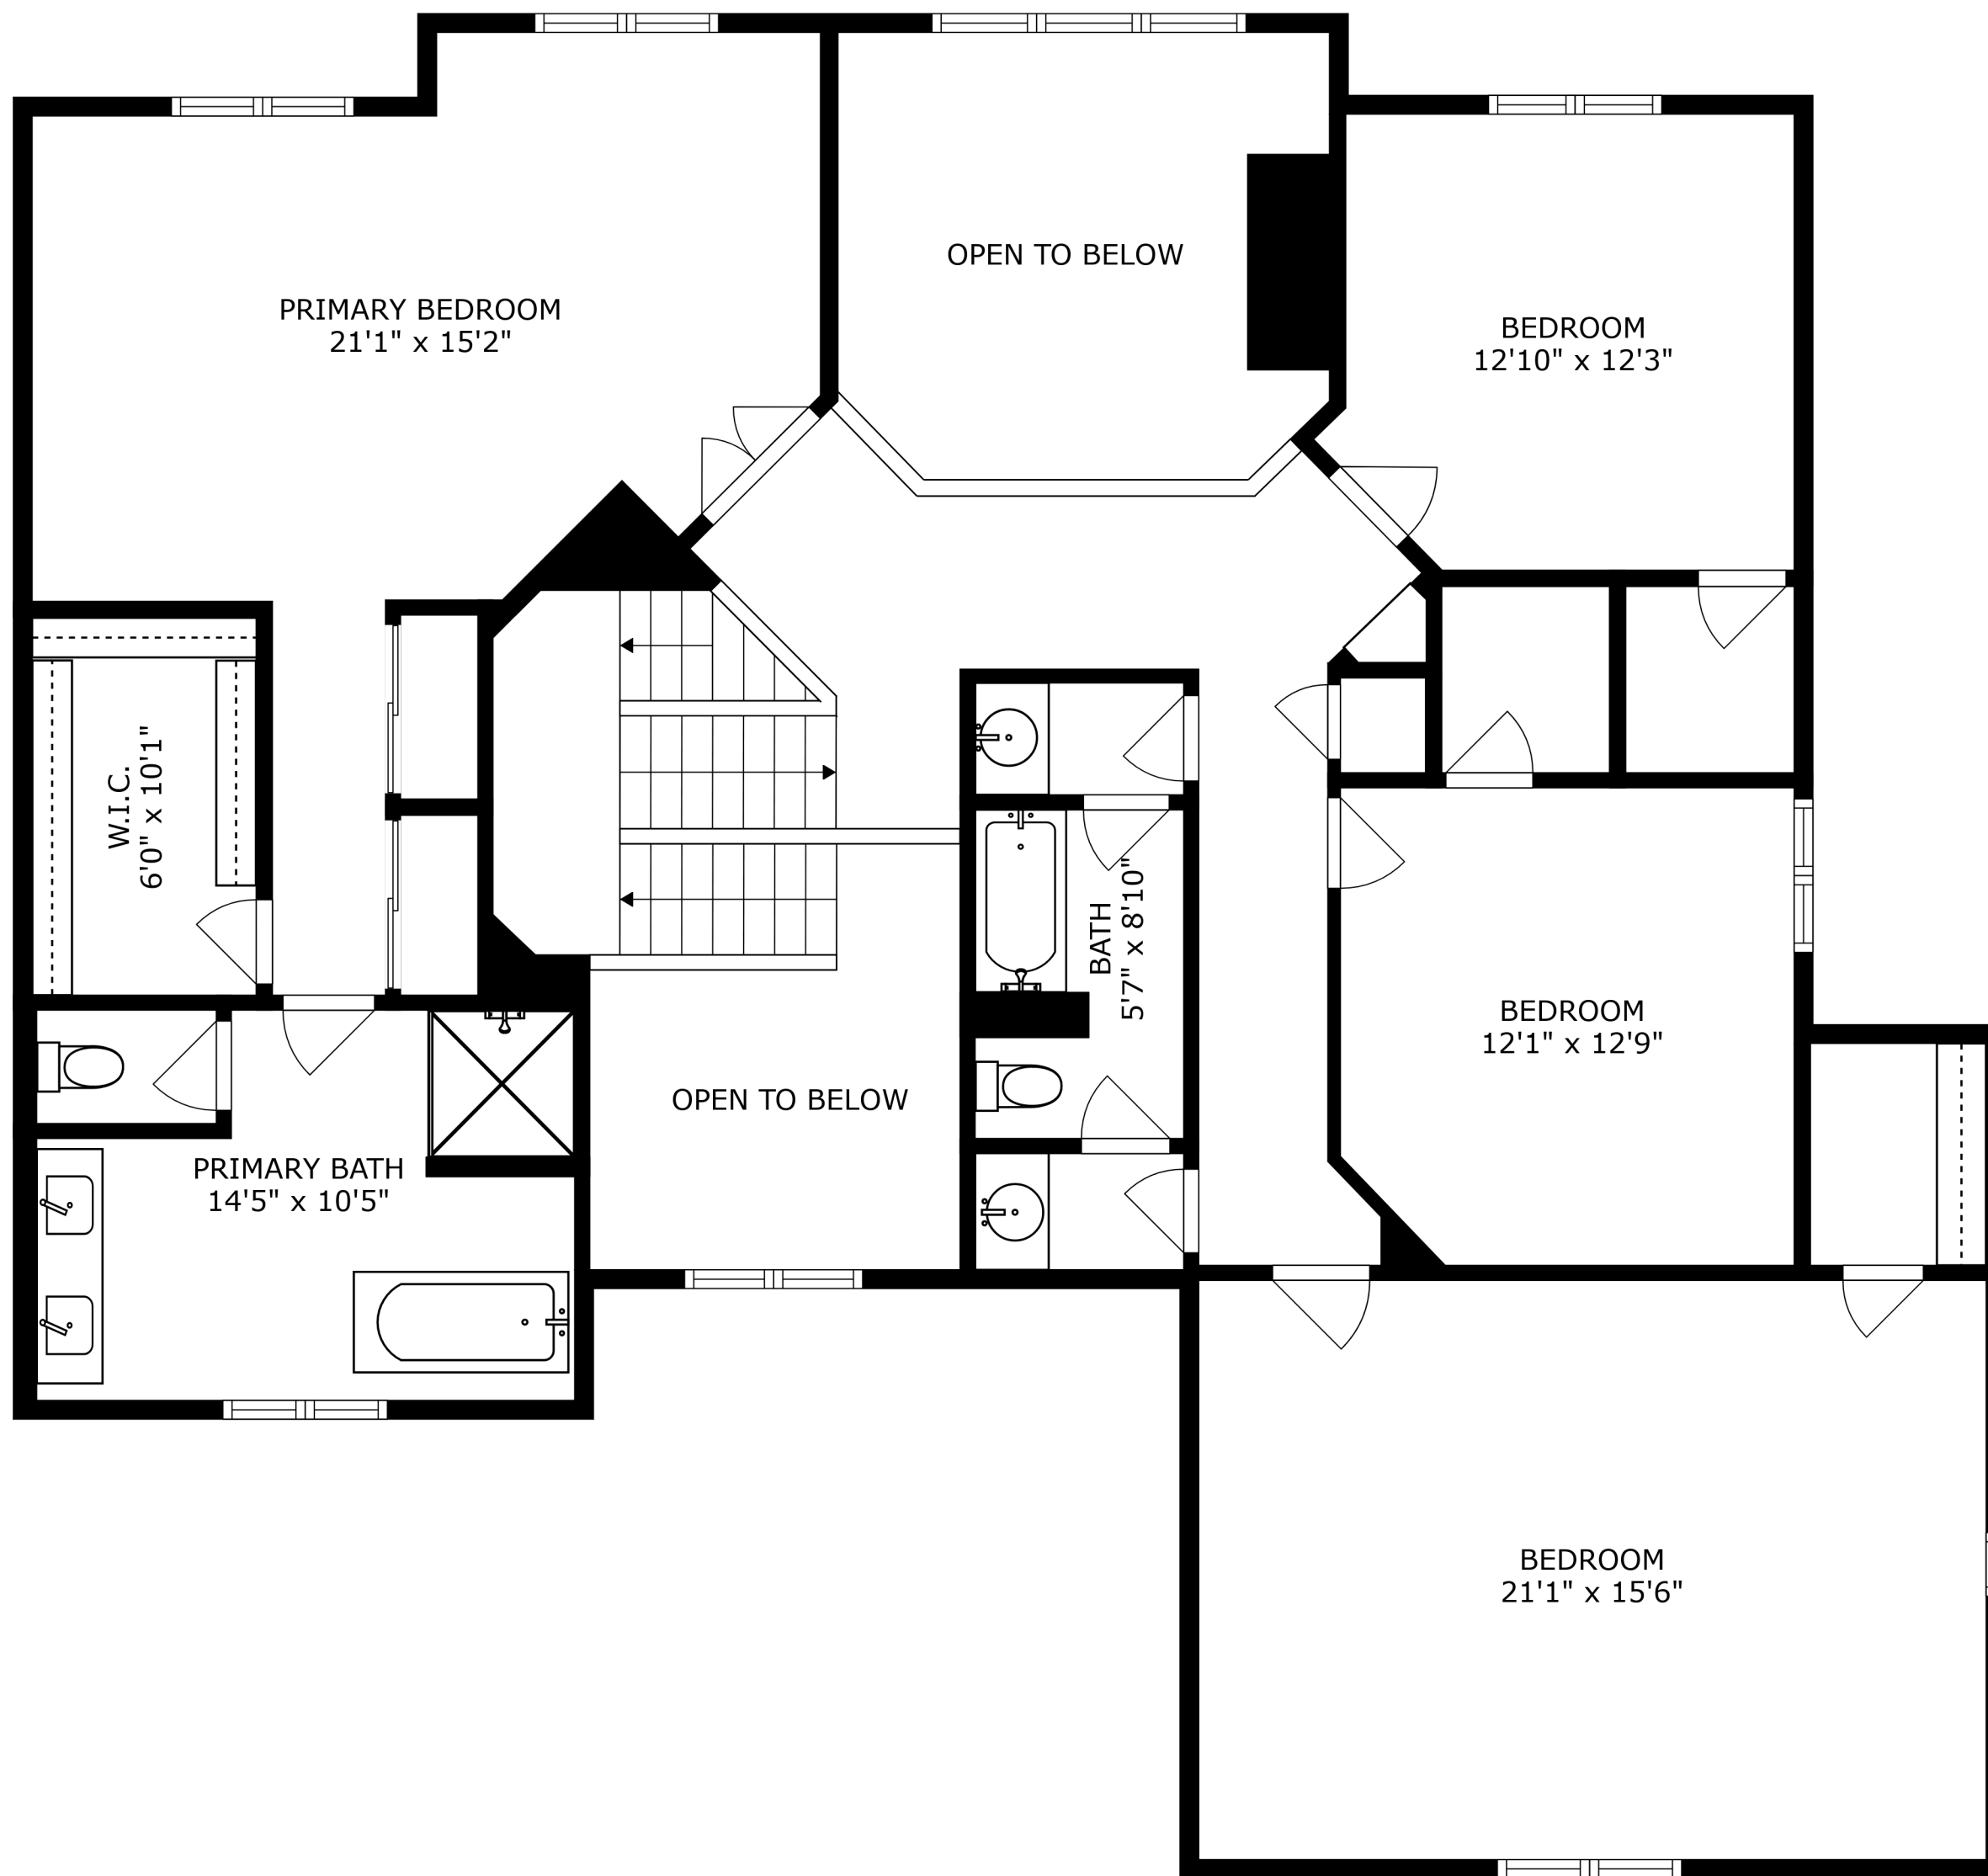 OPEN TO BELOW
PRIMARY BEDROOM
21'1" x 15'2"
BEDROOM
12'10" x 12'3"
W.I.C.
6'0" x 10'1"
BATH
5'7" x 8'10"
BEDROOM
12'1" x 12'9"
OPEN TO BELOW
PRIMARY BATH
14'5" x 10'5"
BEDROOM
21'1" x 15'6"